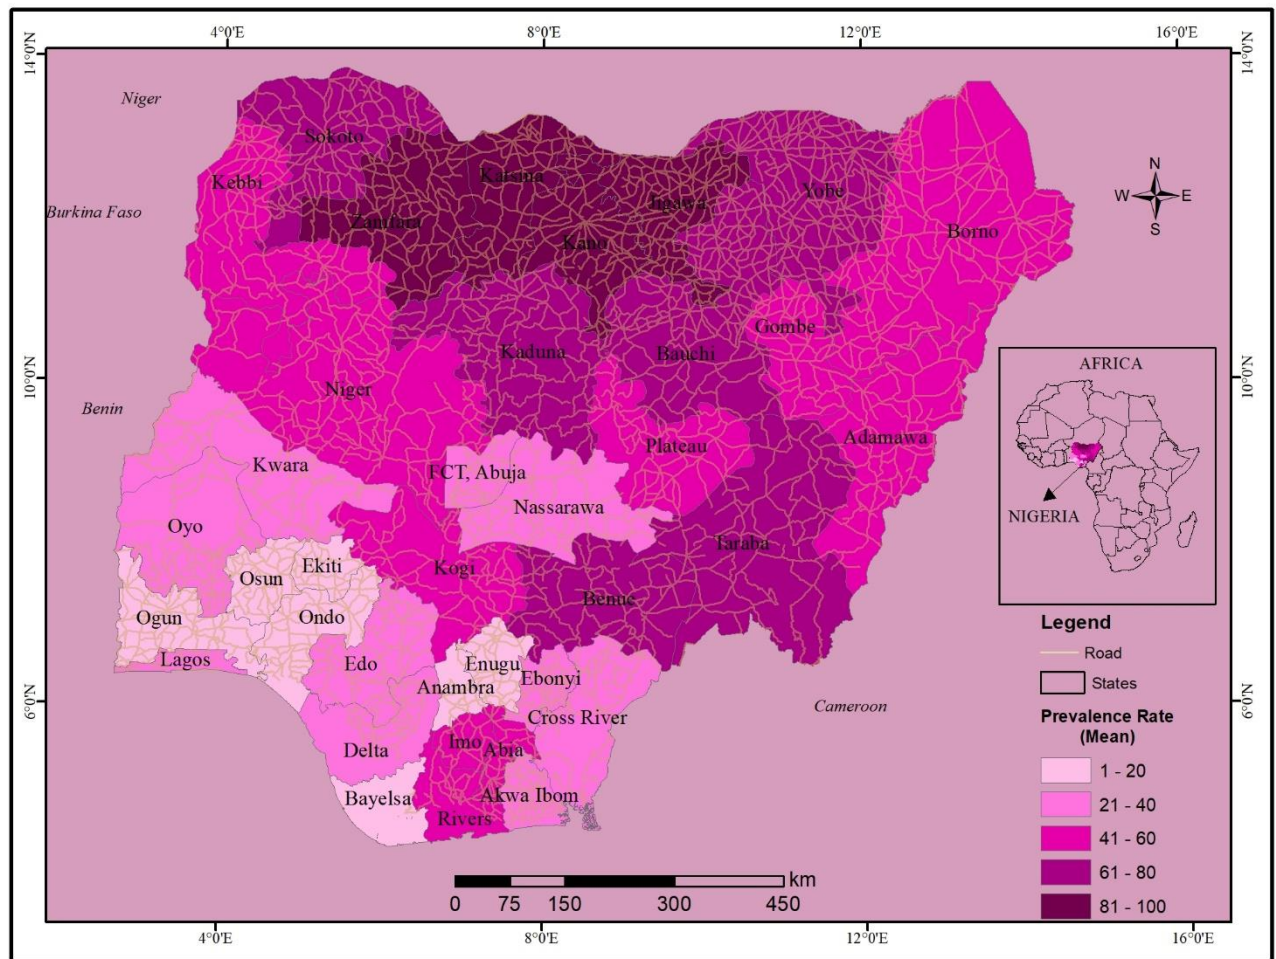 4°0'E 8°0'E 12°0'E 16°0'E
14°0'N 14°0'N
Niger
Sokoto
Katsina
Kebbi
Yobe
Jigawa
Burkina Faso
Zamfara
Borno
Kano
N
W E
S
Gombe
Kaduna
Bauchi
AFRICA
10°0'N 10°0'N
Niger
Benin
Adamawa
Plateau
Kwara
FCT, Abuja
Nassarawa
NIGERIA
Oyo
Taraba
Ekiti
Kogi
Osun
Benue
Ogun
Ondo
Lagos
Edo
Enugu
Ebonyi
Anambra
Cross River
6°0'N 6°0'N
Cameroon
Imo
Abia
Delta
Bayelsa
Akwa Ibom
Rivers
Legend
Road
States
Prevalence Rate
(Mean)
1 - 20
21 - 40
41 - 60
61 - 80
81 - 100
km
0 75 150 300 450
4°0'E 8°0'E 12°0'E 16°0'E